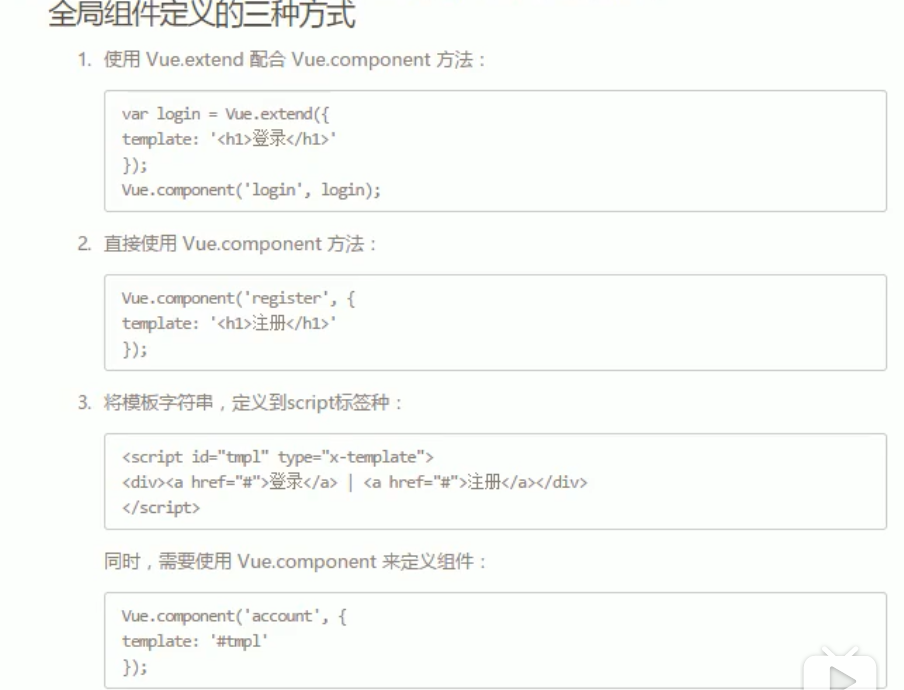 全局组件定义的三种方式
1. 使用 Vue.extend 配合 Vue.component 方法：
var login = Vue.extend({
template: '<h1>登录</h1>'
});
Vue.component('login', login);
2. 直接使用 Vue.component 方法：
Vue.component('register', {
template: '<h1>注册</h1>'
});
3. 将模板字符串，定义到script标签种：
<script id="tmpl" type="x-template">
<div><a href="#">登录</a> | <a href="#">注册</a></div>
</script>
同时，需要使用 Vue.component 来定义组件：
Vue.component('account', {
template: '#tmpl'
});